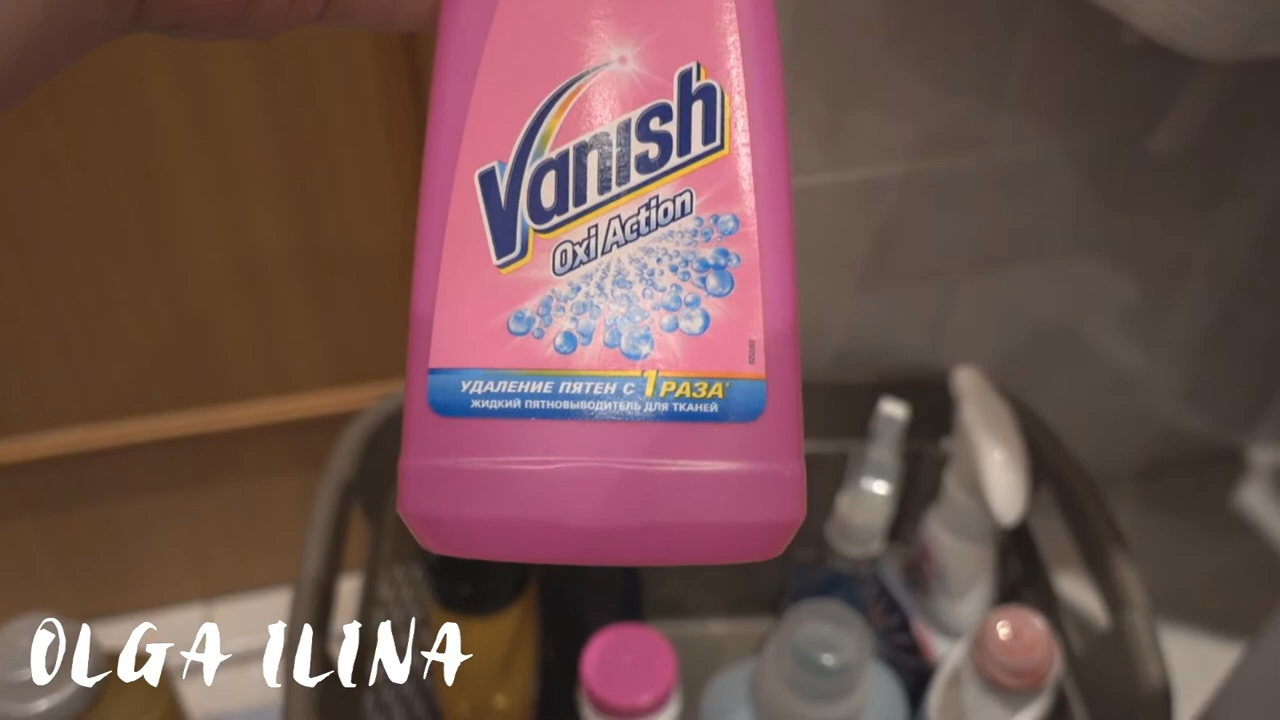 Vanish
Oxi Action
УДАЛЕНИЕ ПЯТЕН С 1 РАЗА*
ЖИДКИЙ ПЯТНОВЫВОДИТЕЛЬ ДЛЯ ТКАНЕЙ
OLGA ILINA